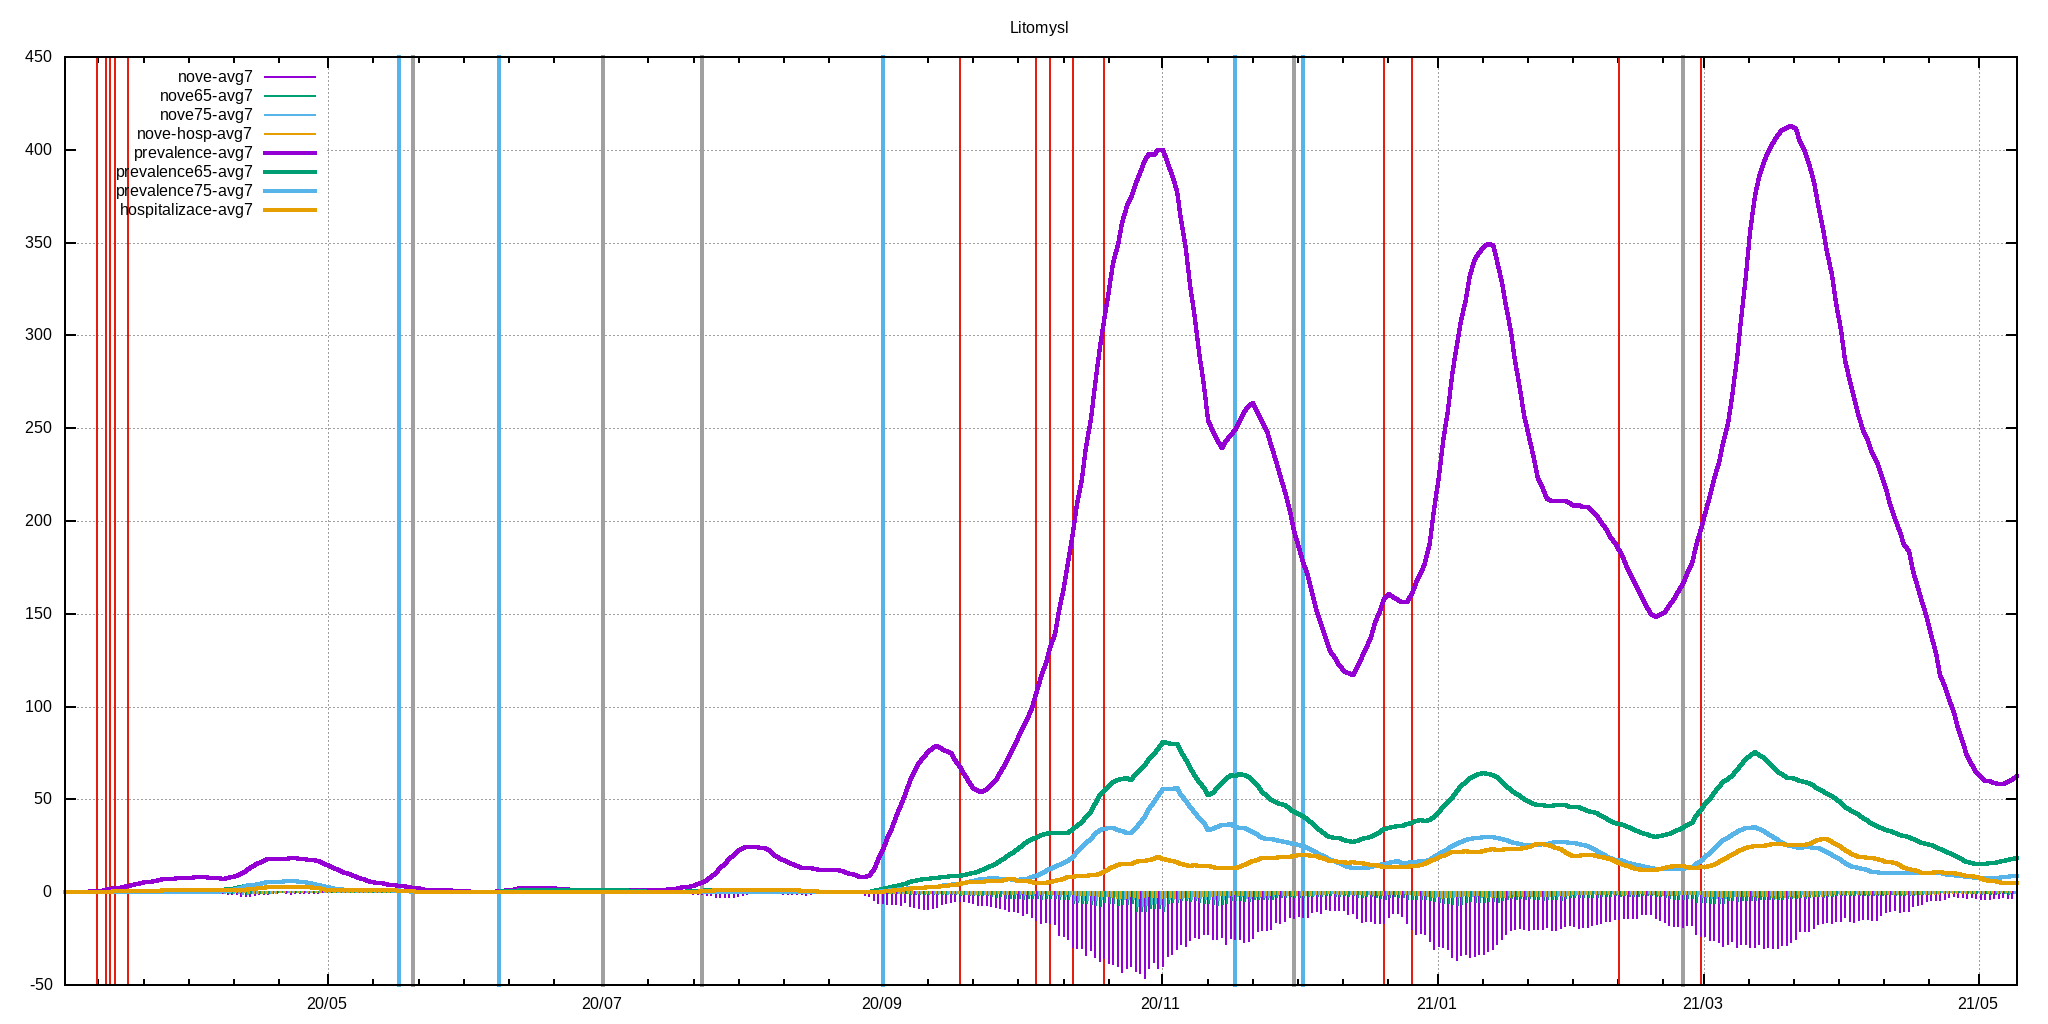 Litomysl
450
400
350
300
250
200
150
100
50
0
-50
nove-avg7
nove65-avg7
nove75-avg7
nove-hosp-avg7
prevalence-avg7
prevalence65-avg7
prevalence75-avg7
hospitalizace-avg7
20/05 20/07 20/09 20/11 21/01 21/03 21/05